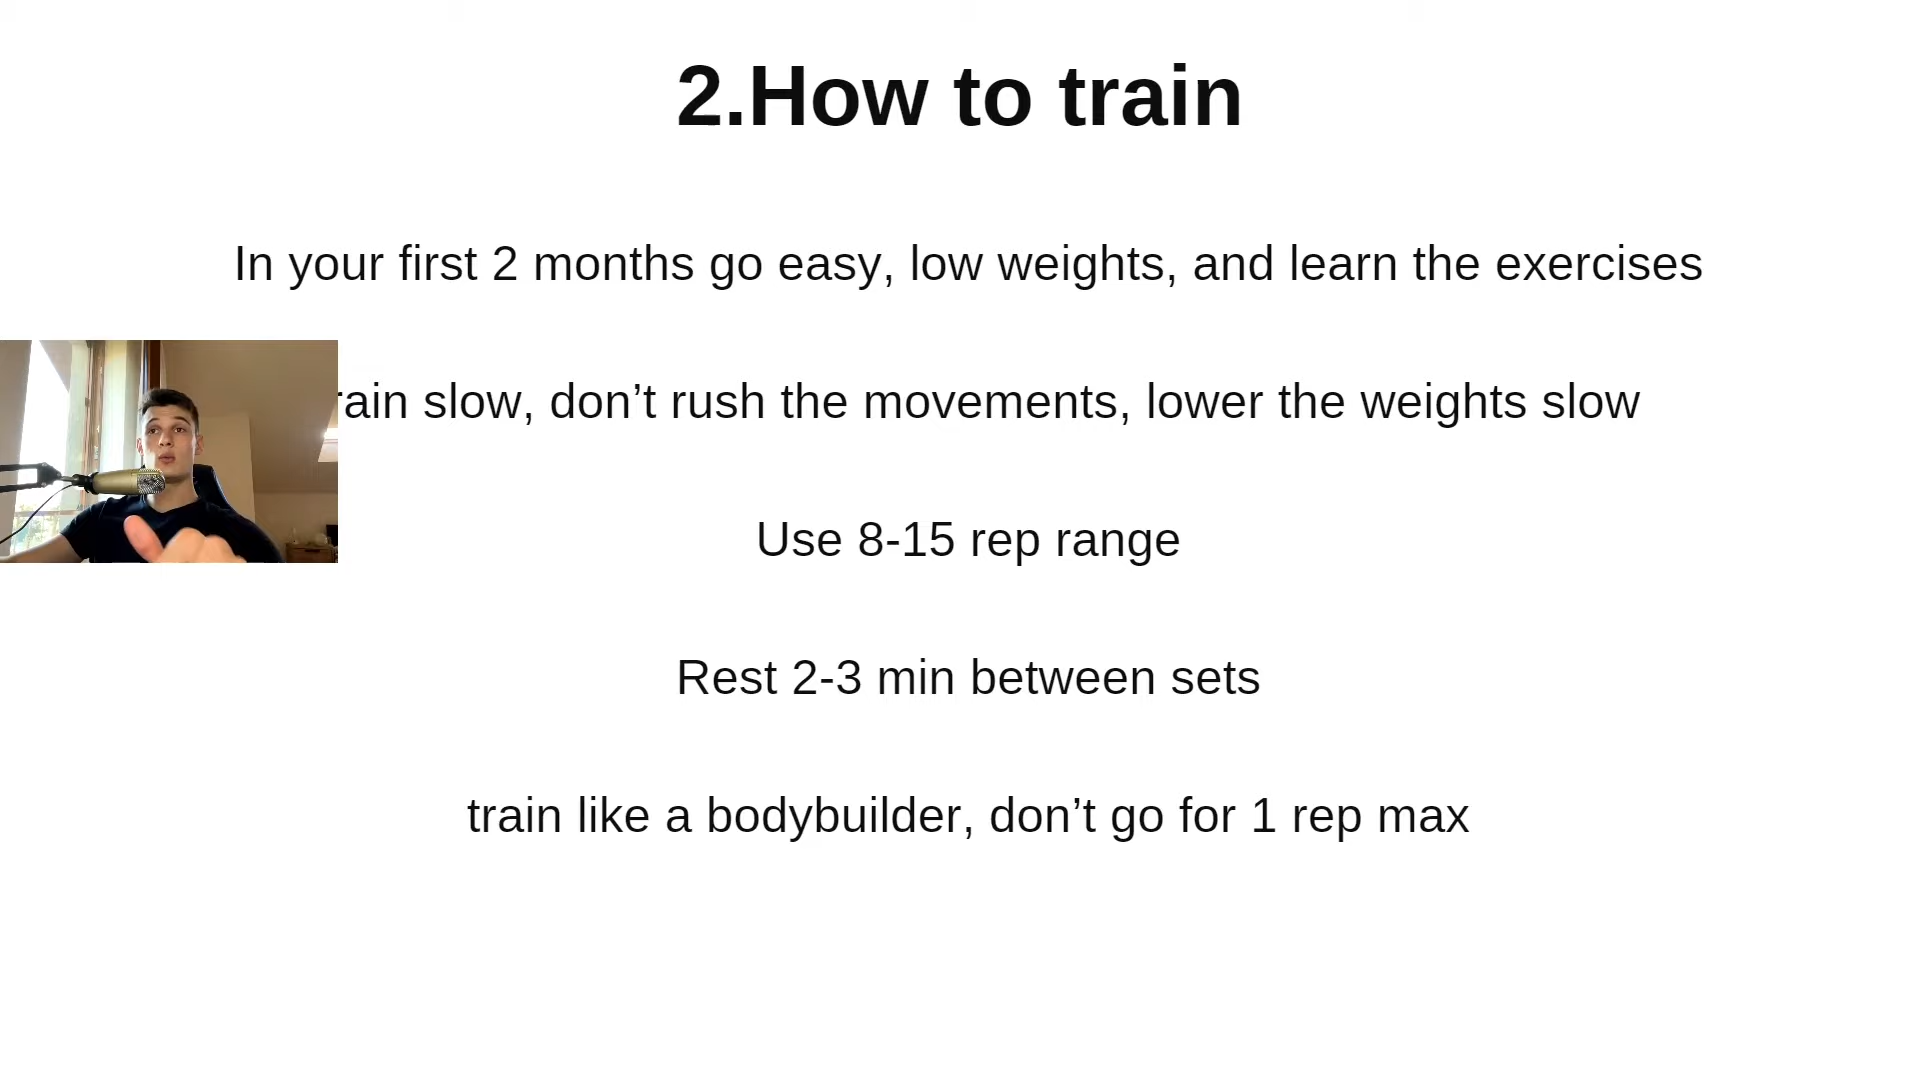 2.How to train
In your first 2 months go easy, low weights, and learn the exercises
slow, don’t rush the movements, lower the weights slow
Use 8-15 rep range
Rest 2-3 min between sets
train like a bodybuilder, don’t go for 1 rep max